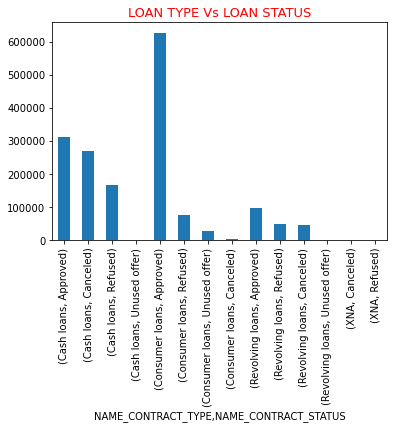 LOAN TYPE Vs LOAN STATUS
600000
500000
400000
300000
200000
100000
0
(Cash loans, Approved)
(Cash loans, Canceled)
(Cash loans, Refused)
(Cash loans, Unused offer)
(Consumer loans, Approved)
(Consumer loans, Refused)
(Consumer loans, Unused offer)
(Consumer loans, Canceled)
(Revolving loans, Approved)
(Revolving loans, Refused)
(Revolving loans, Canceled)
(Revolving loans, Unused offer)
(XNA, Canceled)
(XNA, Refused)
NAME_CONTRACT_TYPE,NAME_CONTRACT_STATUS